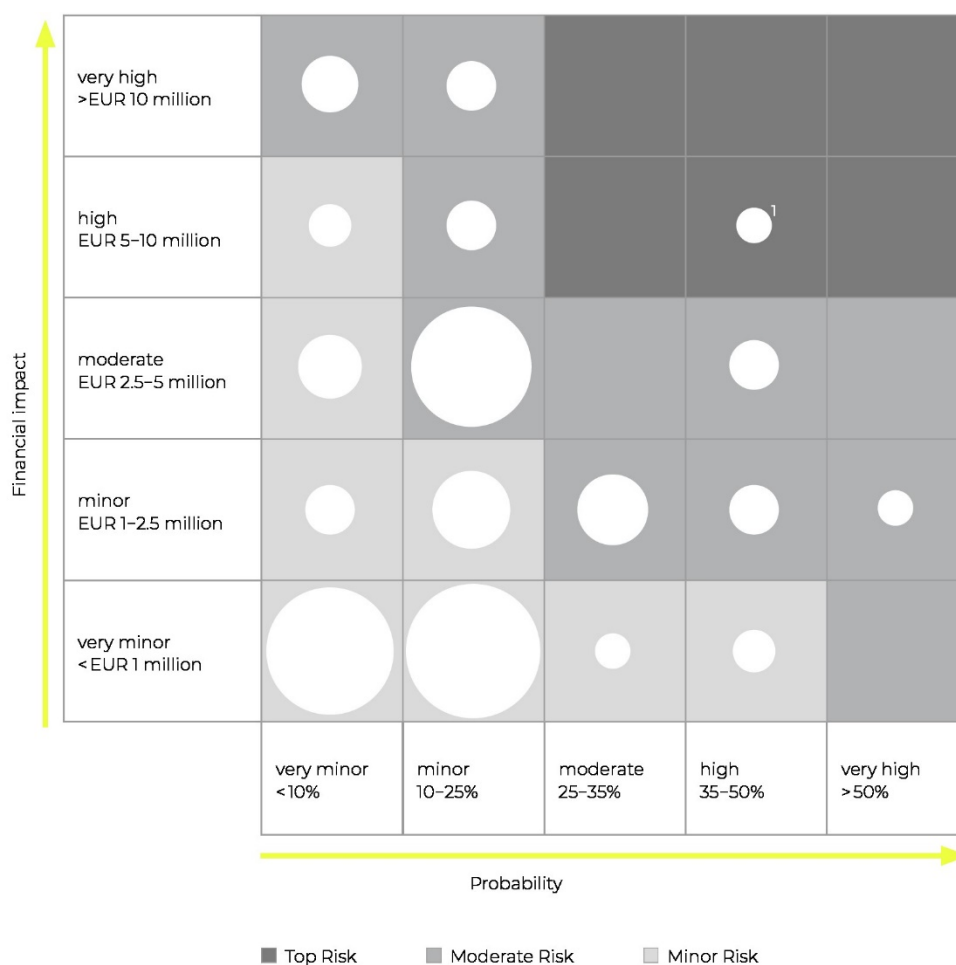 very high
>EUR 10 million
high
EUR 5–10 million
1
moderate
EUR 2.5–5 million
minor
EUR 1–2.5 million
very minor
<EUR 1 million
Financial impact
very minor
<10%
minor
10–25%
moderate
25–35%
high
35–50%
very high
>50%
Probability
Top Risk
Moderate Risk
Minor Risk